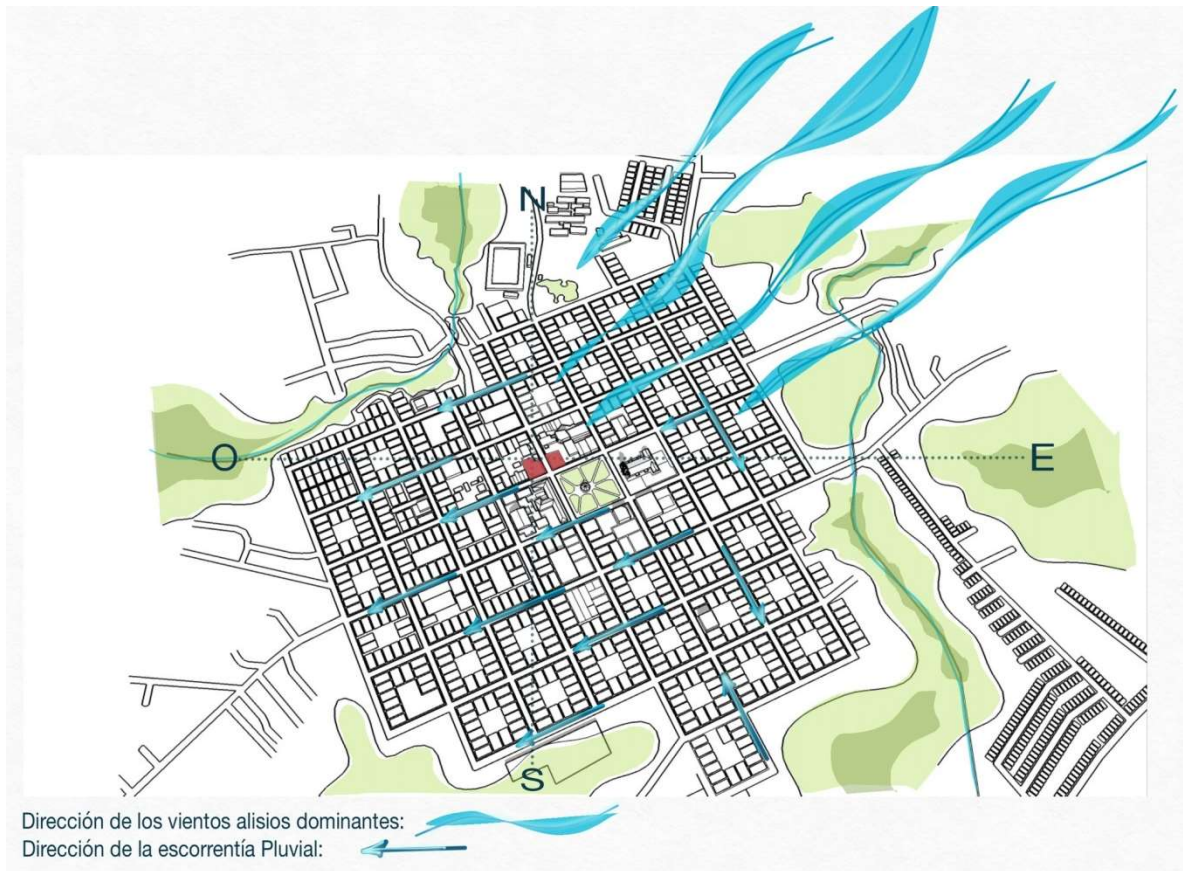 N
O
E
S
Dirección de los vientos alisios dominantes:
Dirección de la escorrentía Pluvial: